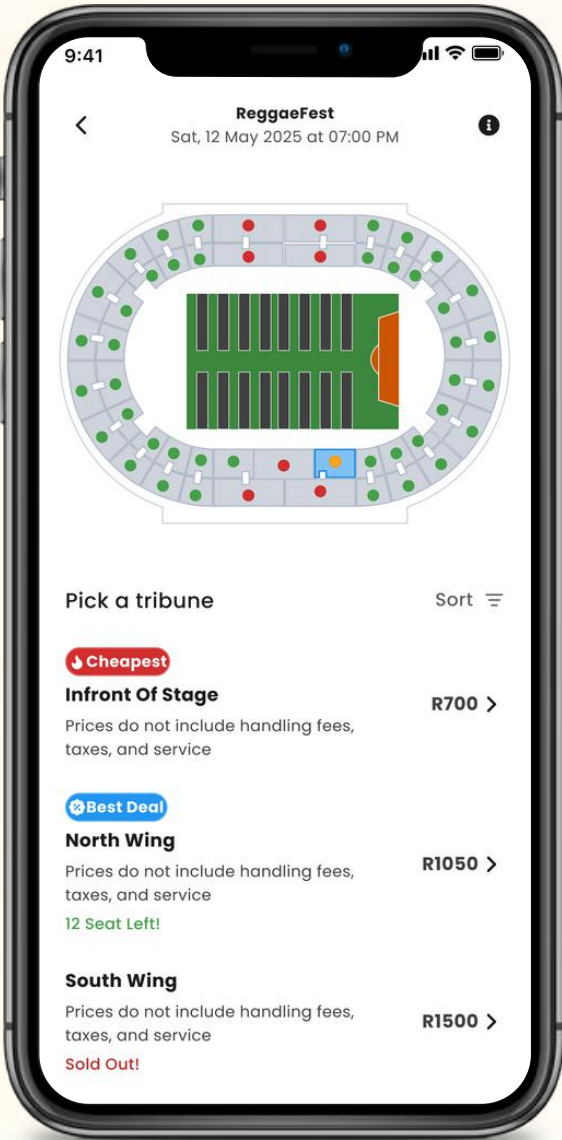 9:41
ReggaeFest
Sat, 12 May 2025 at 07:00 PM
Pick a tribune
Sort
Cheapest
Infront Of Stage
R700
Prices do not include handling fees,
taxes, and service
Best Deal
North Wing
R1050
Prices do not include handling fees,
taxes, and service
12 Seat Left!
South Wing
R1500
Prices do not include handling fees,
taxes, and service
Sold Out!